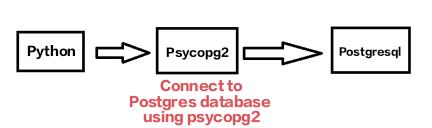 Python
Psycopg2
Postgresql
Connect to
Postgres database
using psycopg2